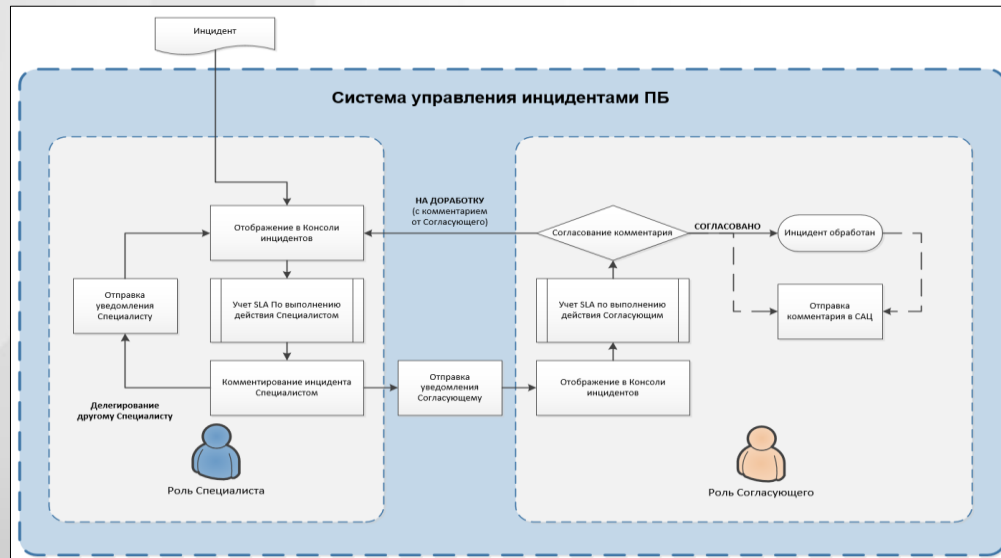 Инцидент
Система управления инцидентами ПБ
Отображение в Консоли
инцидентов
НА ДОРАБОТКУ
(с комментарием
от Согласующего)
Согласование комментария
СОГЛАСОВАНО
Инцидент обработан
Отправка
уведомления
Специалисту
Учет SLA По выполнению
действия Специалистом
Учет SLA по выполнению
действия Согласующим
Отправка
комментария в САЦ
Делегирование
другому Специалисту
Комментирование инцидента
Специалистом
Отправка
уведомления
Согласующему
Отображение в Консоли
инцидентов
Роль Специалиста
Роль Согласующего